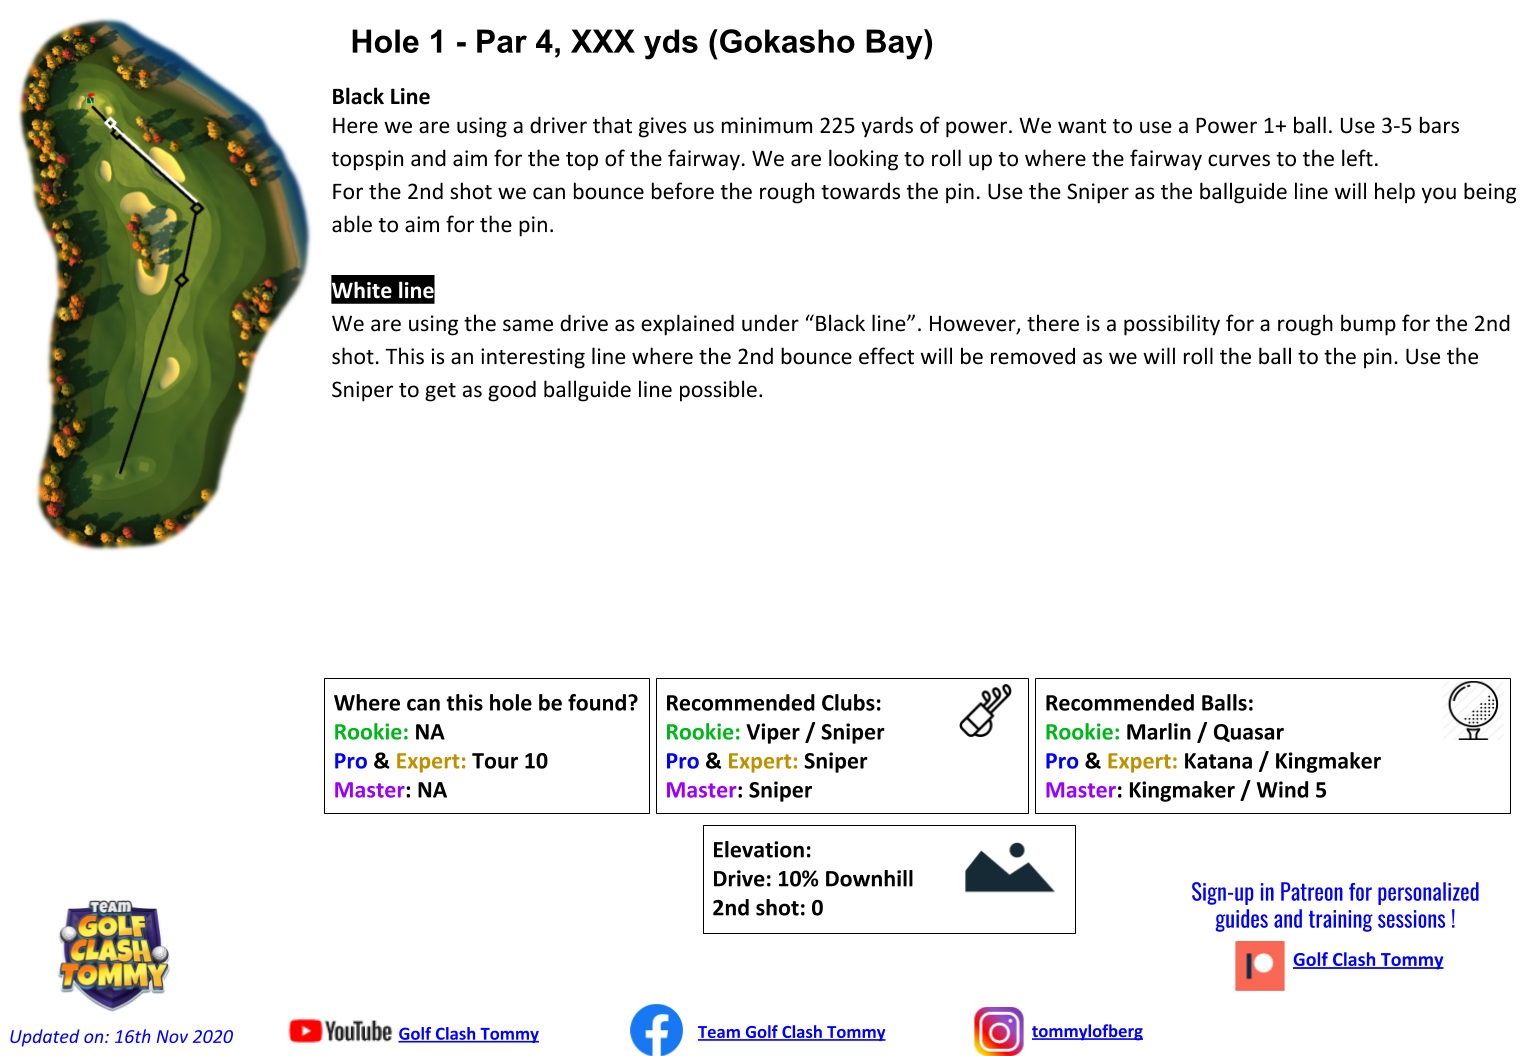 Hole 1 - Par 4, XXX yds (Gokasho Bay)
Black Line
Here we are using a driver that gives us minimum 225 yards of power. We want to use a Power 1+ ball. Use 3-5 bars
topspin and aim for the top of the fairway. We are looking to roll up to where the fairway curves to the left.
For the 2nd shot we can bounce before the rough towards the pin. Use the Sniper as the ballguide line will help you being
able to aim for the pin.
White line
We are using the same drive as explained under “Black line”. However, there is a possibility for a rough bump for the 2nd
shot. This is an interesting line where the 2nd bounce effect will be removed as we will roll the ball to the pin. Use the
Sniper to get as good ballguide line possible.
Where can this hole be found?
Rookie: NA
Pro & Expert: Tour 10
Master: NA
Recommended Clubs:
Rookie: Viper / Sniper
Pro & Expert: Sniper
Master: Sniper
Recommended Balls:
Rookie: Marlin / Quasar
Pro & Expert: Katana / Kingmaker
Master: Kingmaker / Wind 5
Elevation:
Drive: 10% Downhill
2nd shot: 0
Sign-up in Patreon for personalized
guides and training sessions !
Golf Clash Tommy
TEAM
GOLF
CLASH
TOMMY
Updated on: 16th Nov 2020
YouTube Golf Clash Tommy
Team Golf Clash Tommy
tommylofberg